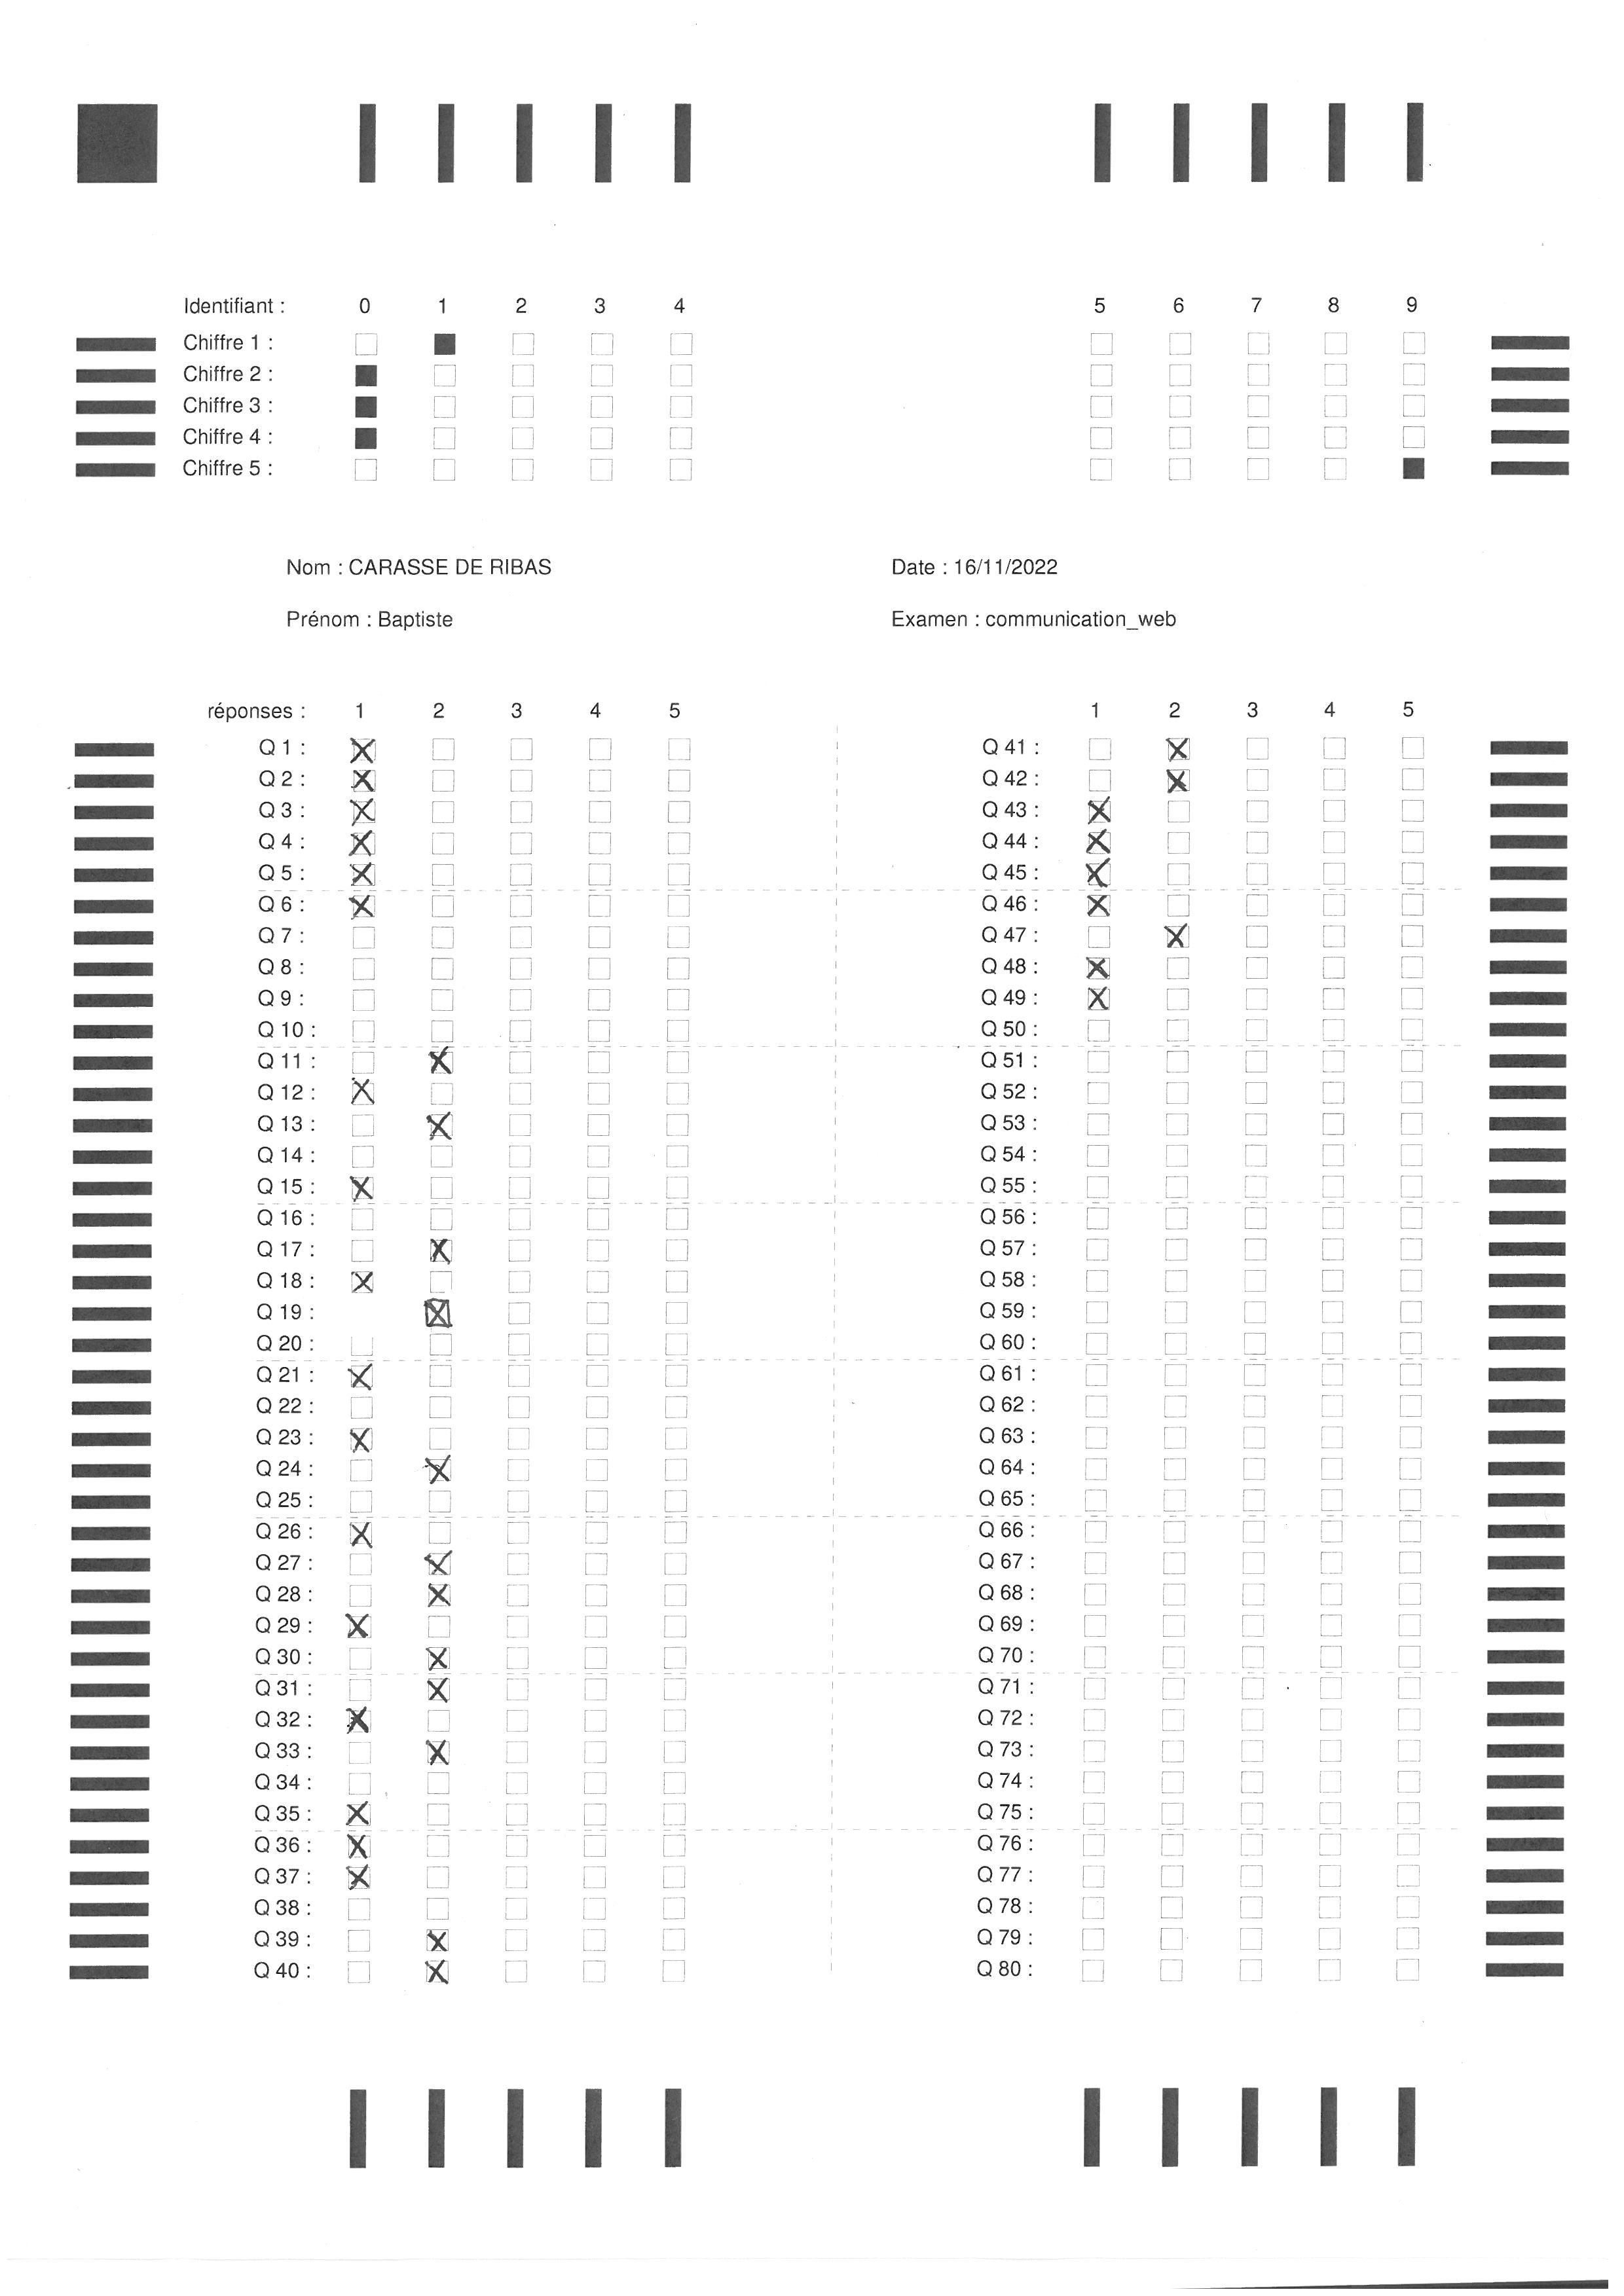 Identifiant : 0 1 2 3 4 5 6 7 8 9
Chiffre 1 :
Chiffre 2 :
Chiffre 3 :
Chiffre 4 :
Chiffre 5 :
Nom : CARASSE DE RIBAS
Date : 16/11/2022
Prénom : Baptiste
Examen : communication_web
réponses : 1 2 3 4 5
Q 1 :
Q 2 :
Q 3 :
Q 4 :
Q 5 :
Q 6 :
Q 7 :
Q 8 :
Q 9 :
Q 10 :
Q 11 :
Q 12 :
Q 13 :
Q 14 :
Q 15 :
Q 16 :
Q 17 :
Q 18 :
Q 19 :
Q 20 :
Q 21 :
Q 22 :
Q 23 :
Q 24 :
Q 25 :
Q 26 :
Q 27 :
Q 28 :
Q 29 :
Q 30 :
Q 31 :
Q 32 :
Q 33 :
Q 34 :
Q 35 :
Q 36 :
Q 37 :
Q 38 :
Q 39 :
Q 40 :
1 2 3 4 5
Q 41 :
Q 42 :
Q 43 :
Q 44 :
Q 45 :
Q 46 :
Q 47 :
Q 48 :
Q 49 :
Q 50 :
Q 51 :
Q 52 :
Q 53 :
Q 54 :
Q 55 :
Q 56 :
Q 57 :
Q 58 :
Q 59 :
Q 60 :
Q 61 :
Q 62 :
Q 63 :
Q 64 :
Q 65 :
Q 66 :
Q 67 :
Q 68 :
Q 69 :
Q 70 :
Q 71 :
Q 72 :
Q 73 :
Q 74 :
Q 75 :
Q 76 :
Q 77 :
Q 78 :
Q 79 :
Q 80 :